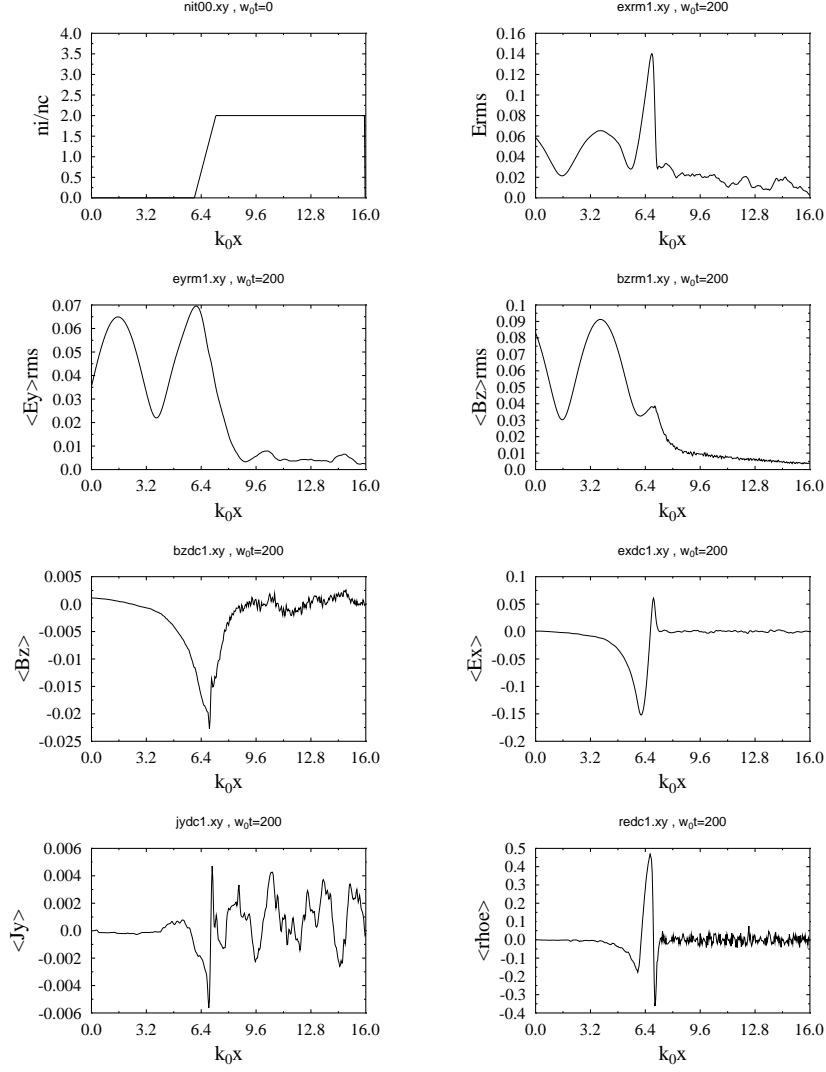 nit00.xy , w0t=0
ni/nc
4.0
3.5
3.0
2.5
2.0
1.5
1.0
0.5
0.0
0.0 3.2 6.4 9.6 12.8 16.0
k0x
exrm1.xy , w0t=200
Erms
0.16
0.14
0.12
0.10
0.08
0.06
0.04
0.02
0.0
0.0 3.2 6.4 9.6 12.8 16.0
k0x
eyrm1.xy , w0t=200
<Ey>rms
0.07
0.06
0.05
0.04
0.03
0.02
0.01
0.0
0.0 3.2 6.4 9.6 12.8 16.0
k0x
bzrm1.xy , w0t=200
<Bz>rms
0.1
0.09
0.08
0.07
0.06
0.05
0.04
0.03
0.02
0.01
0.0
0.0 3.2 6.4 9.6 12.8 16.0
k0x
bzdc1.xy , w0t=200
<Bz>
0.005
0.0
-0.005
-0.01
-0.015
-0.02
-0.025
0.0 3.2 6.4 9.6 12.8 16.0
k0x
exdc1.xy , w0t=200
<Ex>
0.1
0.05
0.0
-0.05
-0.1
-0.15
-0.2
0.0 3.2 6.4 9.6 12.8 16.0
k0x
jydc1.xy , w0t=200
<Jy>
0.006
0.004
0.002
0.0
-0.002
-0.004
-0.006
0.0 3.2 6.4 9.6 12.8 16.0
k0x
redc1.xy , w0t=200
<rhoe>
0.5
0.4
0.3
0.2
0.1
0.0
-0.1
-0.2
-0.3
-0.4
0.0 3.2 6.4 9.6 12.8 16.0
k0x